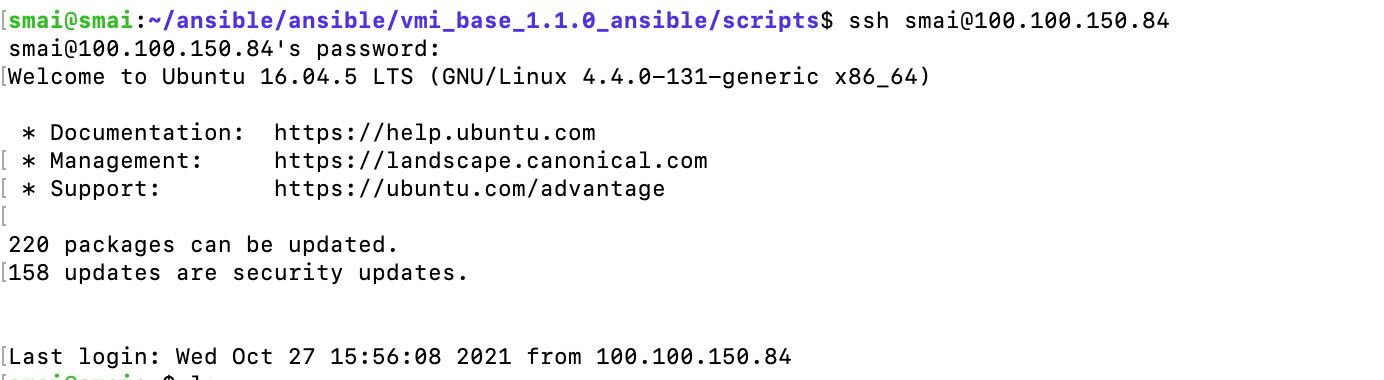 smai@smai:~/ansible/ansible/vmi_base_1.1.0_ansible/scripts$ ssh smai@100.100.150.84
smai@100.100.150.84's password:
Welcome to Ubuntu 16.04.5 LTS (GNU/Linux 4.4.0-131-generic x86_64)
* Documentation:  https://help.ubuntu.com
* Management:     https://landscape.canonical.com
* Support:        https://ubuntu.com/advantage
220 packages can be updated.
158 updates are security updates.
Last login: Wed Oct 27 15:56:08 2021 from 100.100.150.84